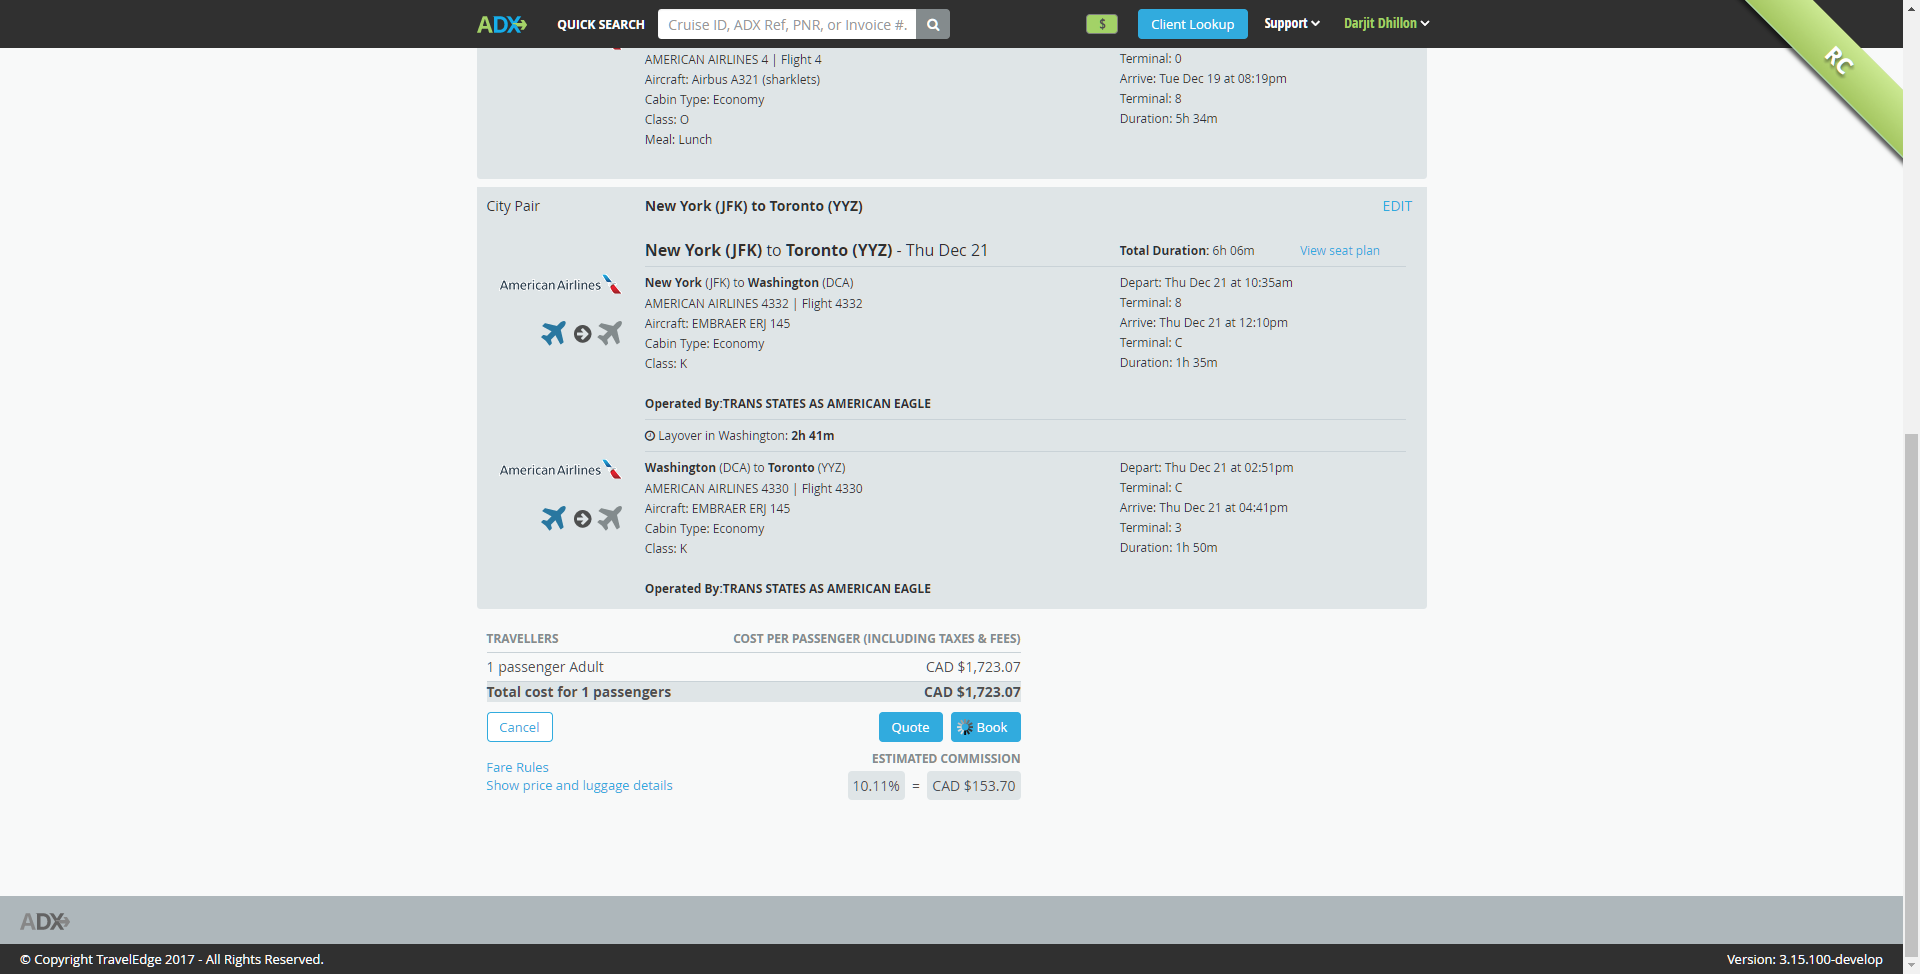 ADX QUICK SEARCH Cruise ID, ADX Ref, PNR, or Invoice #. $ Client Lookup Support Darjit Dhillon
RC
AMERICAN AIRLINES 4 | Flight 4
Aircraft: Airbus A321 (sharklets)
Cabin Type: Economy
Class: O
Meal: Lunch
Terminal: 0
Arrive: Tue Dec 19 at 08:19pm
Terminal: 8
Duration: 5h 34m
City Pair New York (JFK) to Toronto (YYZ) EDIT
New York (JFK) to Toronto (YYZ) - Thu Dec 21 Total Duration: 6h 06m View seat plan
American Airlines
New York (JFK) to Washington (DCA)
AMERICAN AIRLINES 4332 | Flight 4332
Aircraft: EMBRAER ERJ 145
Cabin Type: Economy
Class: K
Depart: Thu Dec 21 at 10:35am
Terminal: 8
Arrive: Thu Dec 21 at 12:10pm
Terminal: C
Duration: 1h 35m
Operated By:TRANS STATES AS AMERICAN EAGLE
Layover in Washington: 2h 41m
American Airlines
Washington (DCA) to Toronto (YYZ)
AMERICAN AIRLINES 4330 | Flight 4330
Aircraft: EMBRAER ERJ 145
Cabin Type: Economy
Class: K
Depart: Thu Dec 21 at 02:51pm
Terminal: C
Arrive: Thu Dec 21 at 04:41pm
Terminal: 3
Duration: 1h 50m
Operated By:TRANS STATES AS AMERICAN EAGLE
TRAVELLERS COST PER PASSENGER (INCLUDING TAXES & FEES)
1 passenger Adult CAD $1,723.07
Total cost for 1 passengers CAD $1,723.07
Cancel Quote Book
ESTIMATED COMMISSION
Fare Rules
Show price and luggage details
10.11% = CAD $153.70
ADX
© Copyright TravelEdge 2017 - All Rights Reserved. Version: 3.15.100-develop